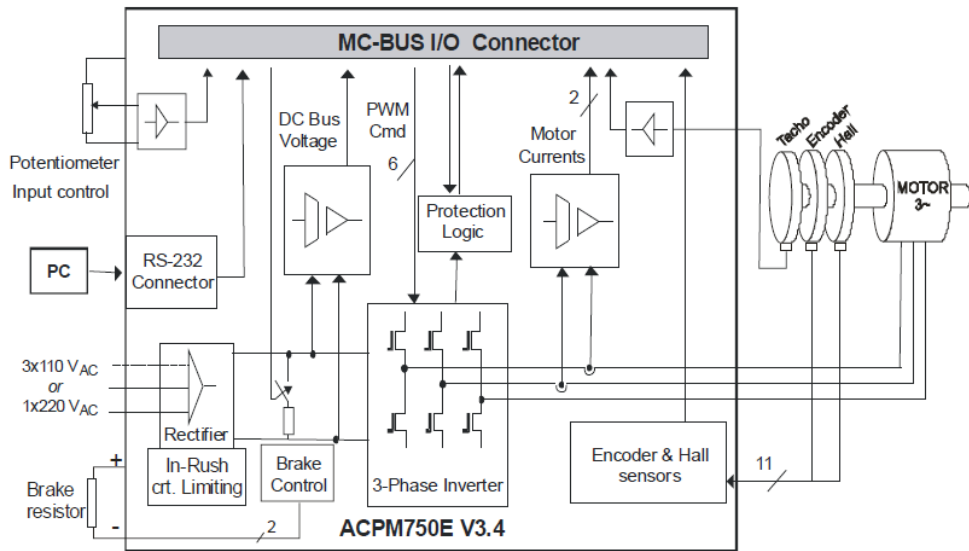 MC-BUS I/O Connector
DC Bus
Voltage
PWM
Cmd
6
2
Motor
Currents
Potentiometer
Input control
Tacho
Encoder
Hall
MOTOR
3~
Protection
Logic
PC
RS-232
Connector
3x110 VAC
or
1x220 VAC
Rectifier
In-Rush
crt. Limiting
+
Brake
resistor
-
2
Brake
Control
3-Phase Inverter
Encoder & Hall
sensors
11
ACPM750E V3.4